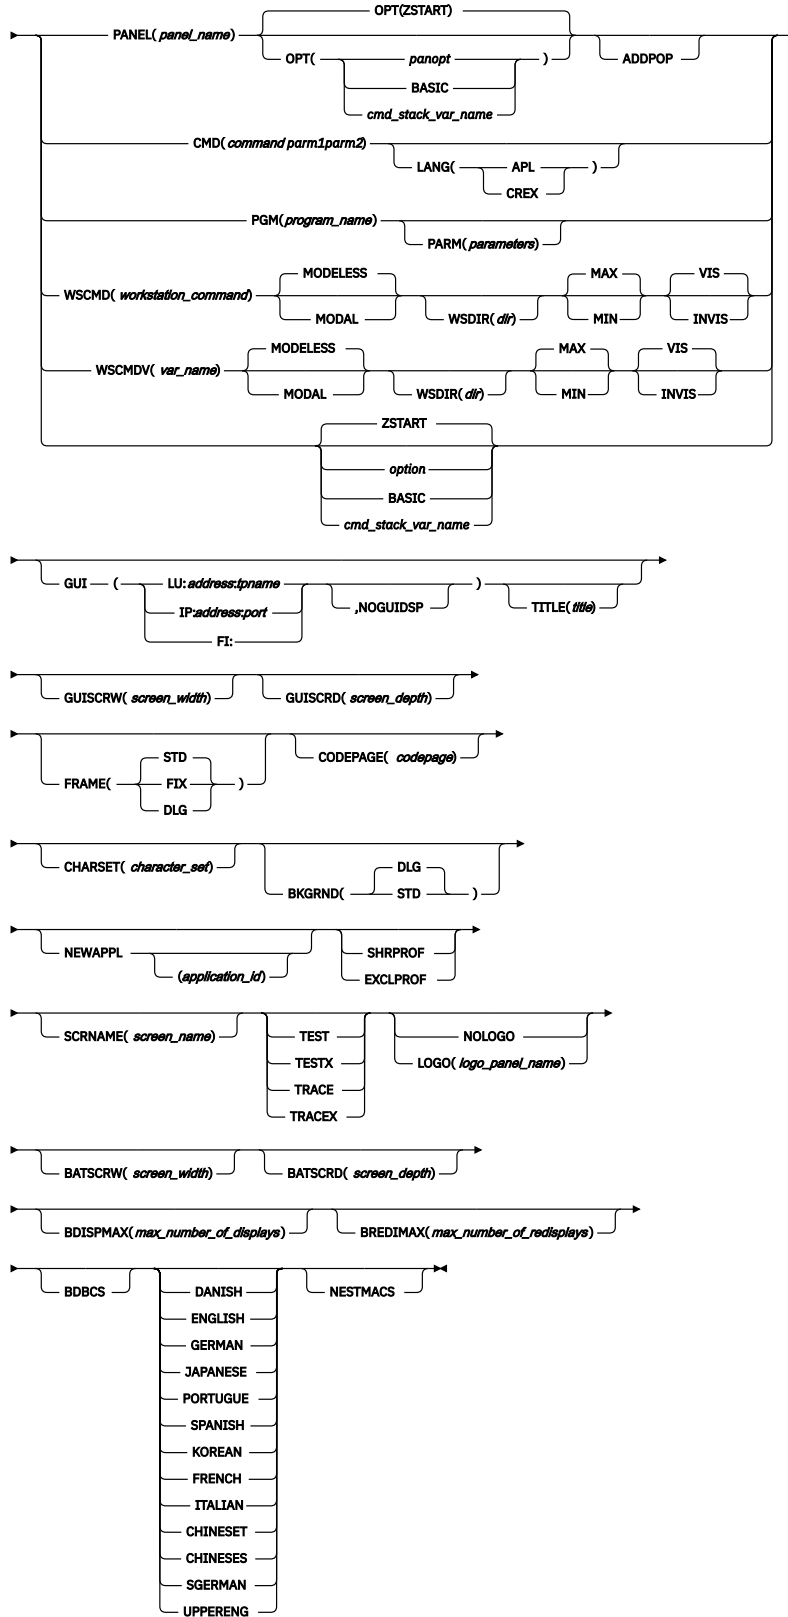 OPT(ZSTART)
PANEL( panel_name)
OPT( panopt )
ADDPOP
BASIC
cmd_stack_var_name
CMD( command parm1parm2)
LANG( APL )
CREX
PGM(program_name)
PARM(parameters)
MODELESS MAX VIS
WSCMD( workstation_command)
MODAL WSDIR( dir) MIN INVIS
MODELESS MAX VIS
WSCMDV( var_name)
MODAL WSDIR( dir) MIN INVIS
ZSTART
option
BASIC
cmd_stack_var_name
GUI ( LU: address:tpname )
IP:address:port ,NOGUIDSP TITLE( title)
FI:
GUISCRW( screen_width) GUISCRD( screen_depth)
STD CODEPAGE( codepage)
FRAME( FIX )
DLG
CHARSET( character_set) DLG
BKGRND( STD )
NEWAPPL SHRPROF
(application_id) EXCLPROF
SCRNAME( screen_name) TEST NOLOGO
TESTX LOGO( logo_panel_name)
TRACE
TRACEX
BATSCRW( screen_width) BATSCRD( screen_depth)
BDISPMAX(max_number_of_displays) BREDIMAX(max_number_of_redisplays)
BDBCS DANISH NESTMACS
ENGLISH
GERMAN
JAPANESE
PORTUGUE
SPANISH
KOREAN
FRENCH
ITALIAN
CHINESET
CHINESES
SGERMAN
UPPERENG